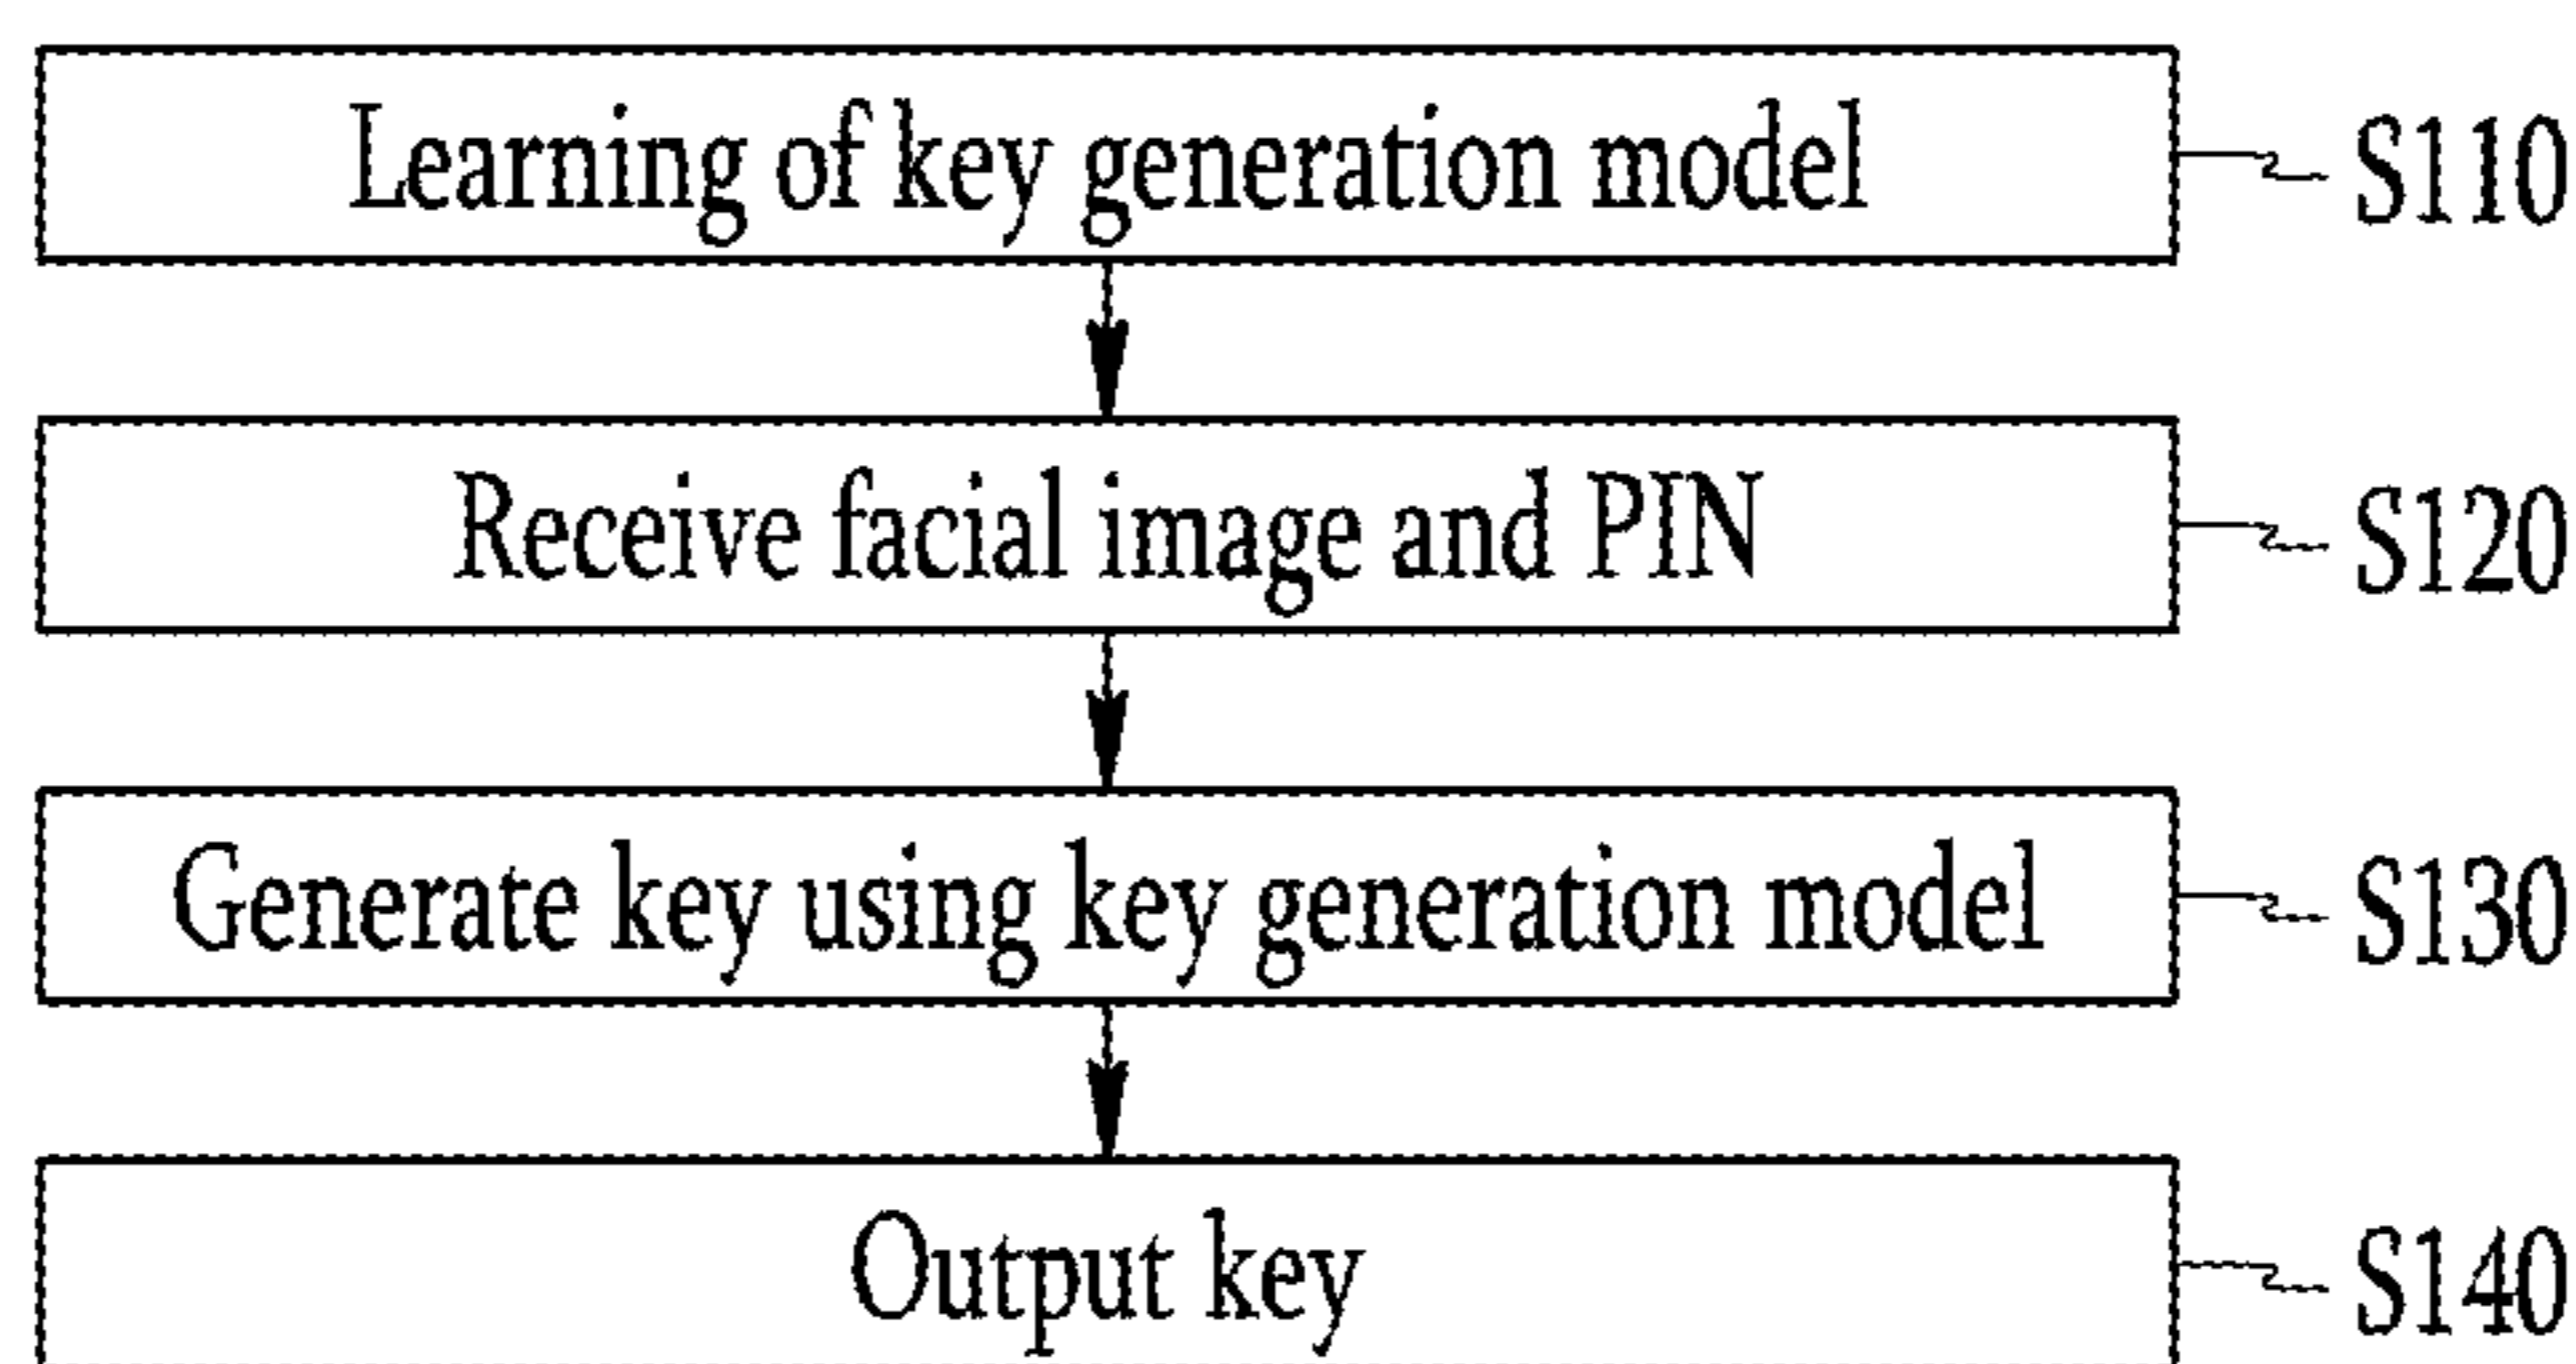 Learning of key generation model S110
Receive facial image and PIN S120
Generate key using key generation model S130
Output key S140